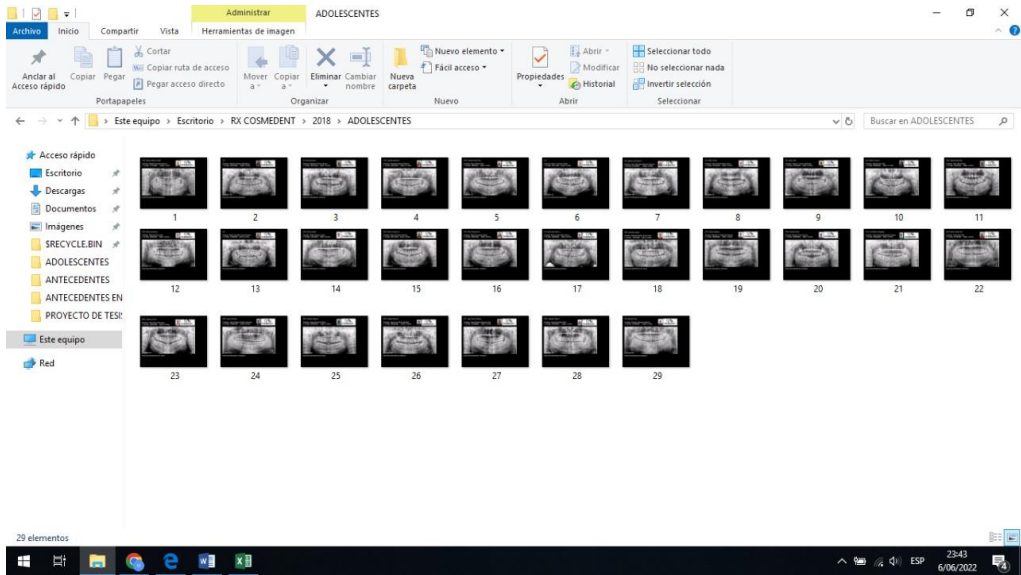 Administrar
ADOLESCENTES
Archivo Inicio Compartir Vista Herramientas de imagen
Anclar al Acceso rápido
Copiar
Pegar
Cortar
Copiar ruta de acceso
Pegar acceso directo
Portapapeles
Mover a
Copiar a
Eliminar
Cambiar nombre
Organizar
Nueva carpeta
Nuevo elemento
Fácil acceso
Nuevo
Propiedades
Abrir
Modificar
Historial
Abrir
Seleccionar todo
No seleccionar nada
Invertir selección
Seleccionar
Este equipo > Escritorio > RX COSMEDENT > 2018 > ADOLESCENTES
Buscar en ADOLESCENTES
Acceso rápido
Escritorio
Descargas
Documentos
Imágenes
$RECYCLE.BIN
ADOLESCENTES
ANTECEDENTES
ANTECEDENTES EN
PROYECTO DE TESIS
Este equipo
Red
1 2 3 4 5 6 7 8 9 10 11
12 13 14 15 16 17 18 19 20 21 22
23 24 25 26 27 28 29
29 elementos
ESP
23:43
6/06/2022
4